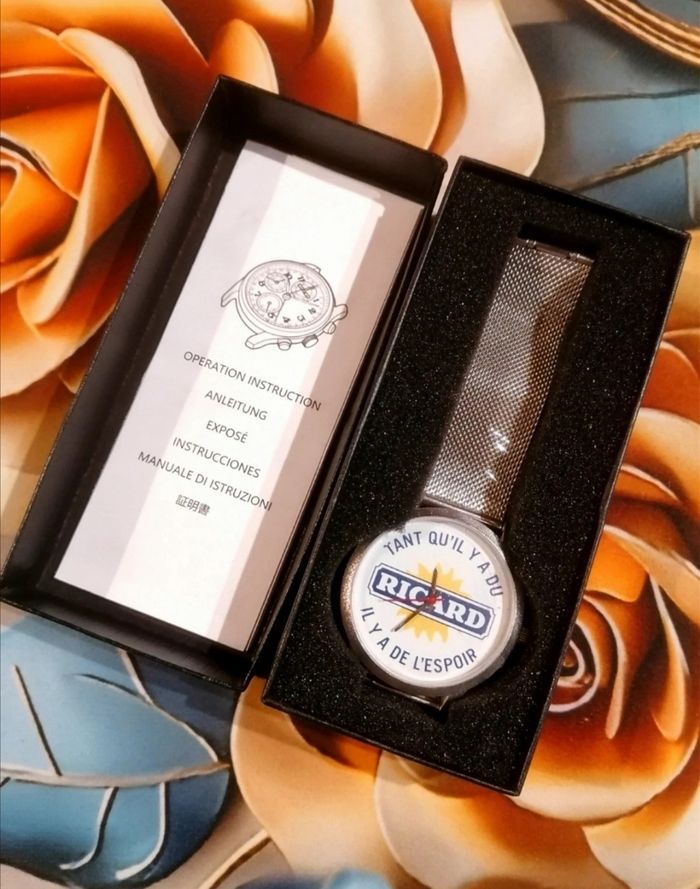 OPERATION INSTRUCTION
ANLEITUNG
EXPOSÉ
INSTRUCCIONES
MANUALE DI ISTRUZIONI
証明書
TANT QU'IL Y A DU
RICARD
IL Y A DE L'ESPOIR